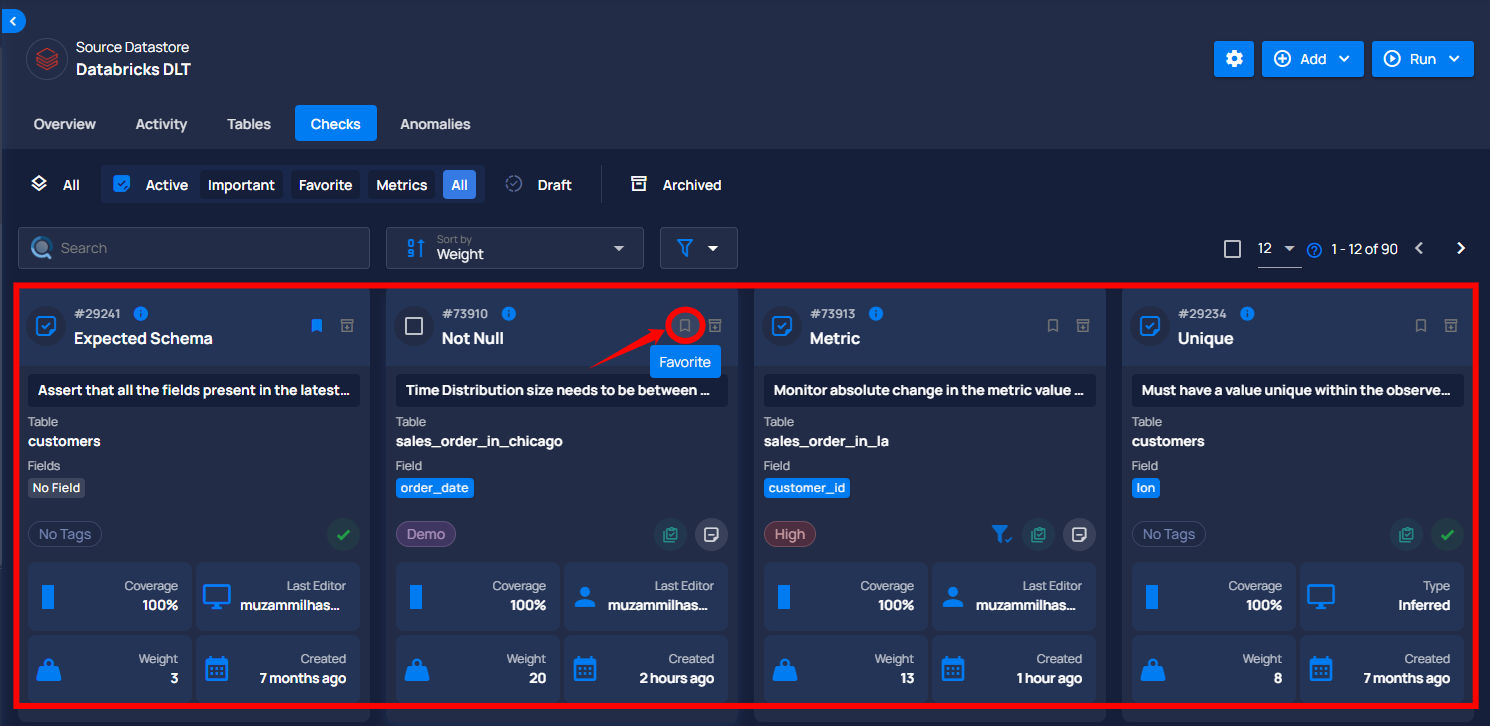 Source Datastore
Databricks DLT
Add
Run
Overview
Activity
Tables
Checks
Anomalies
All
Active
Important
Favorite
Metrics
All
Draft
Archived
Search
Sort by
Weight
12
1 - 12 of 90
#29241
Expected Schema
Assert that all the fields present in the latest...
Table
customers
Fields
No Field
No Tags
Coverage
100%
Last Editor
muzammilhas...
Weight
3
Created
7 months ago
#73910
Not Null
Favorite
Time Distribution size needs to be between ...
Table
sales_order_in_chicago
Field
order_date
Demo
Coverage
100%
Last Editor
muzammilhas...
Weight
20
Created
2 hours ago
#73913
Metric
Monitor absolute change in the metric value ...
Table
sales_order_in_la
Field
customer_id
High
Coverage
100%
Last Editor
muzammilhas...
Weight
13
Created
1 hour ago
#29234
Unique
Must have a value unique within the observe...
Table
customers
Field
lon
No Tags
Coverage
100%
Type
Inferred
Weight
8
Created
7 months ago